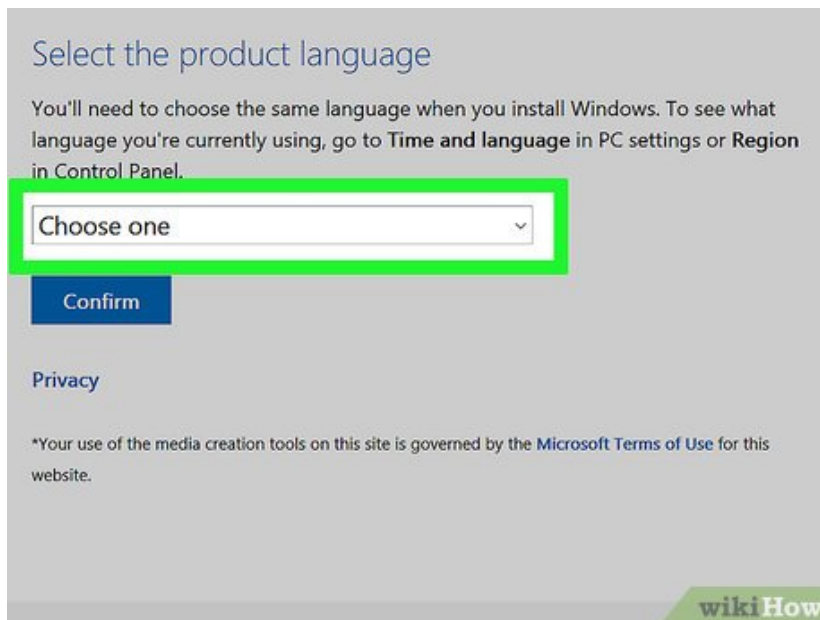 Select the product language
You'll need to choose the same language when you install Windows. To see what
language you're currently using, go to Time and language in PC settings or Region
in Control Panel.
Choose one
Confirm
Privacy
*Your use of the media creation tools on this site is governed by the Microsoft Terms of Use for this
website.
wikiHow